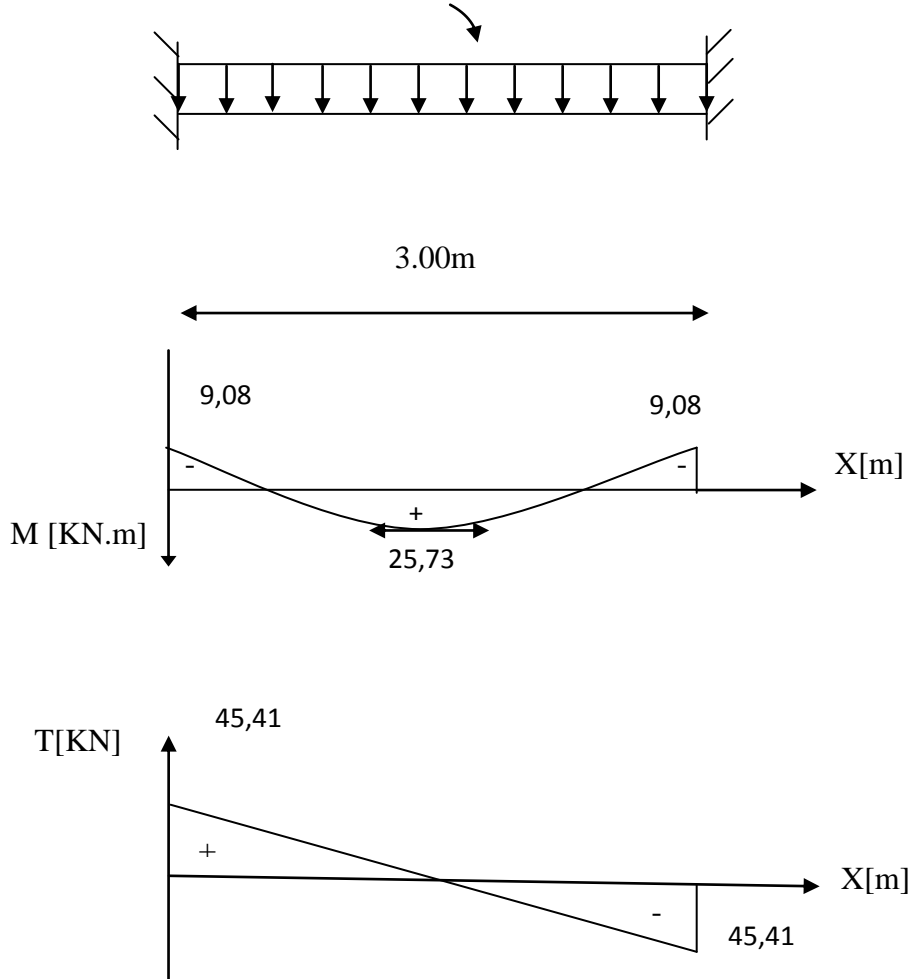 3.00m
9,08
9,08
-
-
X[m]
+
M [KN.m]
25,73
45,41
T[KN]
+
X[m]
-
45,41